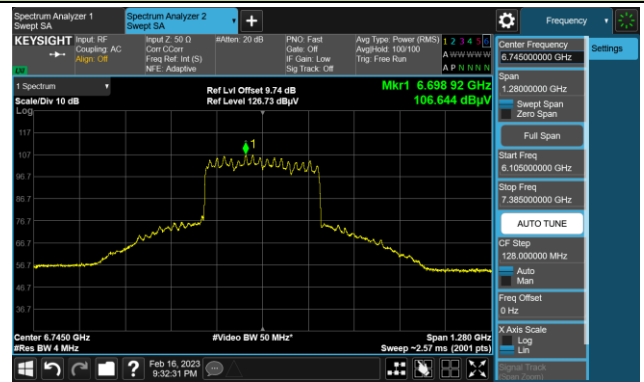 Spectrum Analyzer 1
Swept SA
Spectrum Analyzer 2
Swept SA
+
Frequency
KEYSIGHT
Input: RF
Coupling: AC
Align: Off
Input Z: 50 Ω
Corr CCorr
Freq Ref: Int (S)
NFE: Adaptive
#Atten: 20 dB
PNO: Fast
Gate: Off
IF Gain: Low
Sig Track: Off
Avg Type: Power (RMS)
Avg|Hold: 100/100
Trig: Free Run
1 2 3 4 5 6
A W W W W W
A P N N N N
LW
1 Spectrum
Scale/Div 10 dB
Log
Ref Lvl Offset 9.74 dB
Ref Level 126.73 dBµV
Mkr1 6.698 92 GHz
106.644 dBµV
1
117
107
96.7
86.7
76.7
66.7
56.7
46.7
36.7
Center 6.7450 GHz
#Res BW 4 MHz
#Video BW 50 MHz*
Span 1.280 GHz
Sweep ~2.57 ms (2001 pts)
Center Frequency
6.745000000 GHz
Settings
Span
1.28000000 GHz
Swept Span
Zero Span
Full Span
Start Freq
6.105000000 GHz
Stop Freq
7.385000000 GHz
AUTO TUNE
CF Step
128.000000 MHz
Auto
Man
Freq Offset
0 Hz
X Axis Scale
Log
Lin
Signal Track
(Span Zoom)
?
Feb 16, 2023
9:32:31 PM